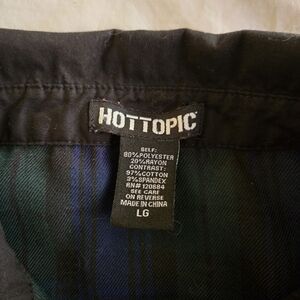 HOTTOPIC
SELF:
80%POLYESTER
20%RAYON
CONTRAST:
97%COTTON
3%SPANDEX
RN# 120684
SEE CARE
ON REVERSE
MADE IN CHINA
LG